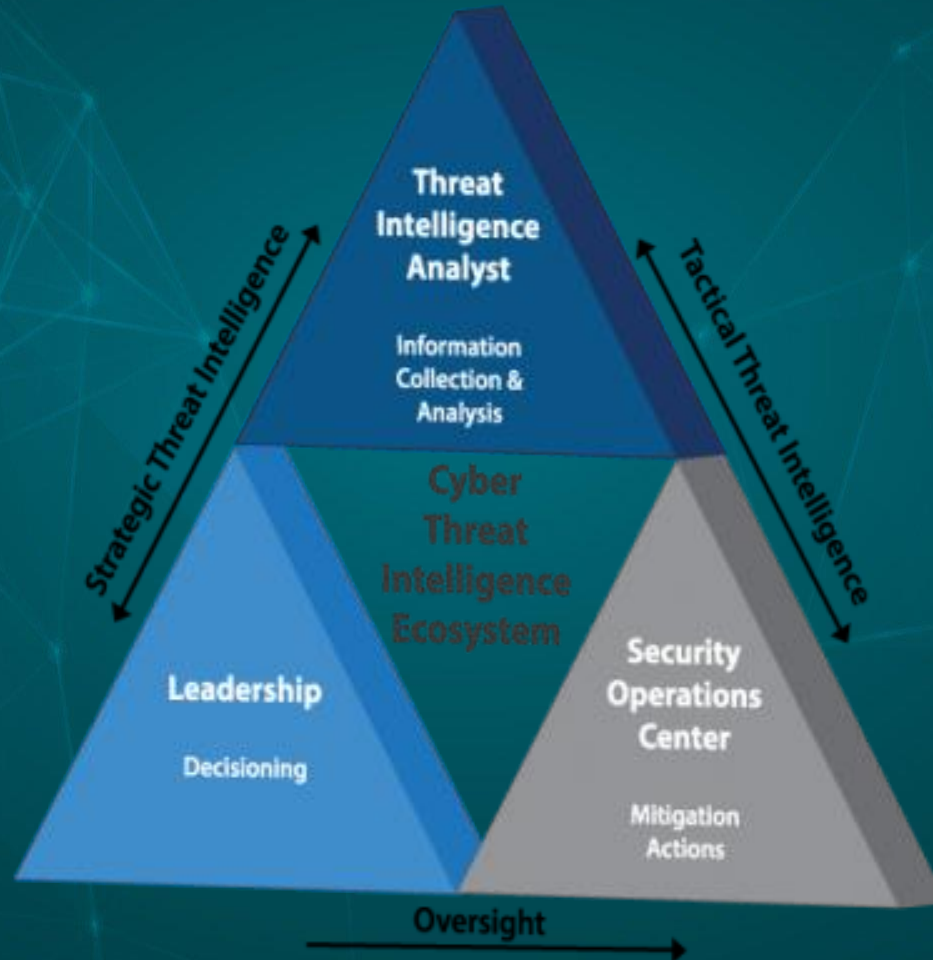 Threat
Intelligence
Analyst
Information
Collection &
Analysis
Strategic Threat Intelligence
Tactical Threat Intelligence
Cyber
Threat
Intelligence
Ecosystem
Leadership
Decisioning
Security
Operations
Center
Mitigation
Actions
Oversight